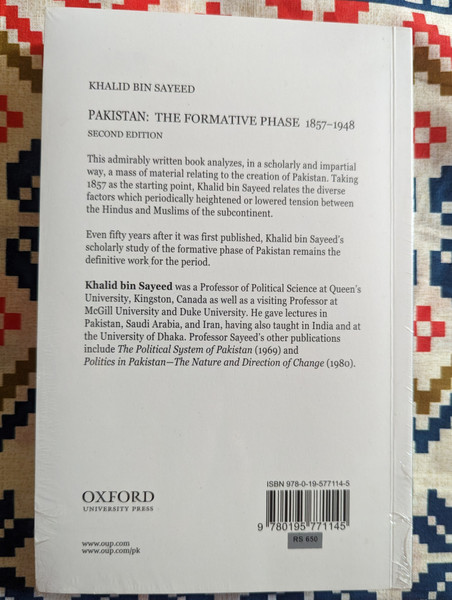 KHALID BIN SAYEED
PAKISTAN: THE FORMATIVE PHASE 1857–1948
SECOND EDITION
This admirably written book analyzes, in a scholarly and impartial
way, a mass of material relating to the creation of Pakistan. Taking
1857 as the starting point, Khalid bin Sayeed relates the diverse
factors which periodically heightened or lowered tension between
the Hindus and Muslims of the subcontinent.
Even fifty years after it was first published, Khalid bin Sayeed's
scholarly study of the formative phase of Pakistan remains the
definitive work for the period.
Khalid bin Sayeed was a Professor of Political Science at Queen's
University, Kingston, Canada as well as a visiting Professor at
McGill University and Duke University. He gave lectures in
Pakistan, Saudi Arabia, and Iran, having also taught in India and at
the University of Dhaka. Professor Sayeed's other publications
include The Political System of Pakistan (1969) and
Politics in Pakistan—The Nature and Direction of Change (1980).
ISBN 978-0-19-577114-5
9 780195 771145
RS 650
OXFORD
UNIVERSITY PRESS
www.oup.com
www.oup.com/pk